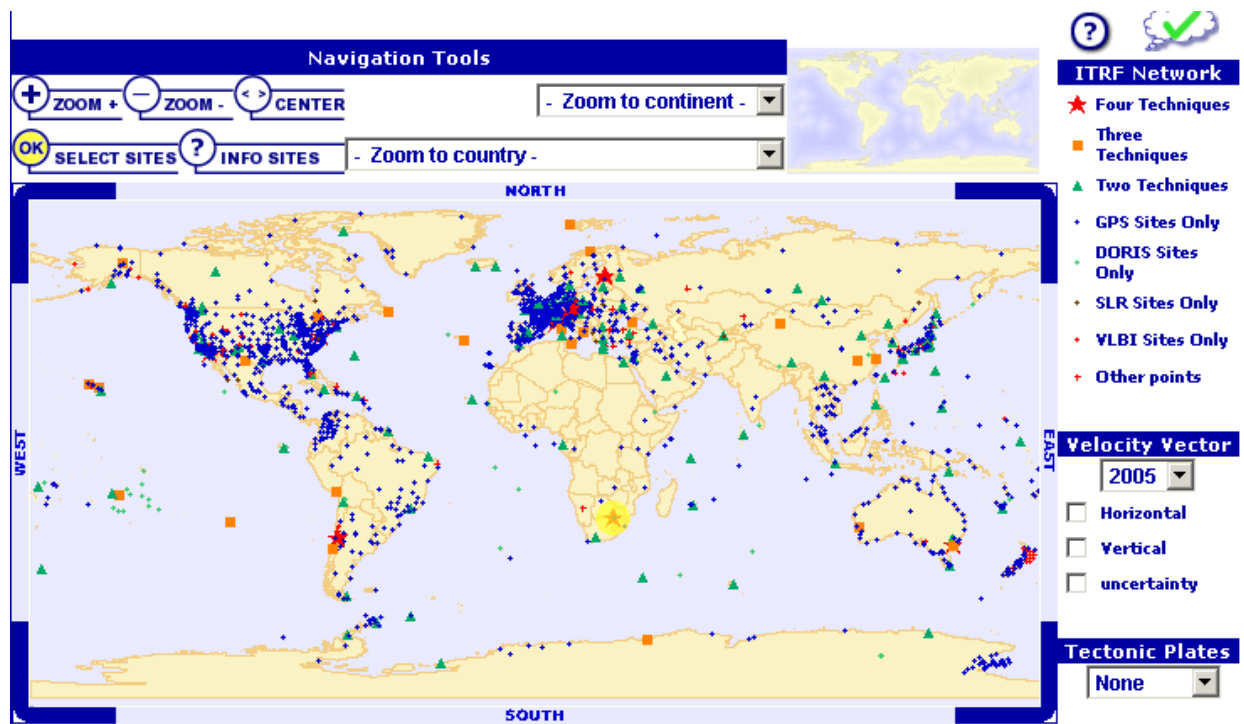 ?
Navigation Tools
ZOOM +
ZOOM -
< >
CENTER
- Zoom to continent -
OK
SELECT SITES
?
INFO SITES
- Zoom to country -
NORTH
WEST
EAST
SOUTH
ITRF Network
Four Techniques
Three
Techniques
Two Techniques
GPS Sites Only
DORIS Sites
Only
SLR Sites Only
VLBI Sites Only
Other points
Velocity Vector
2005
Horizontal
Vertical
uncertainty
Tectonic Plates
None